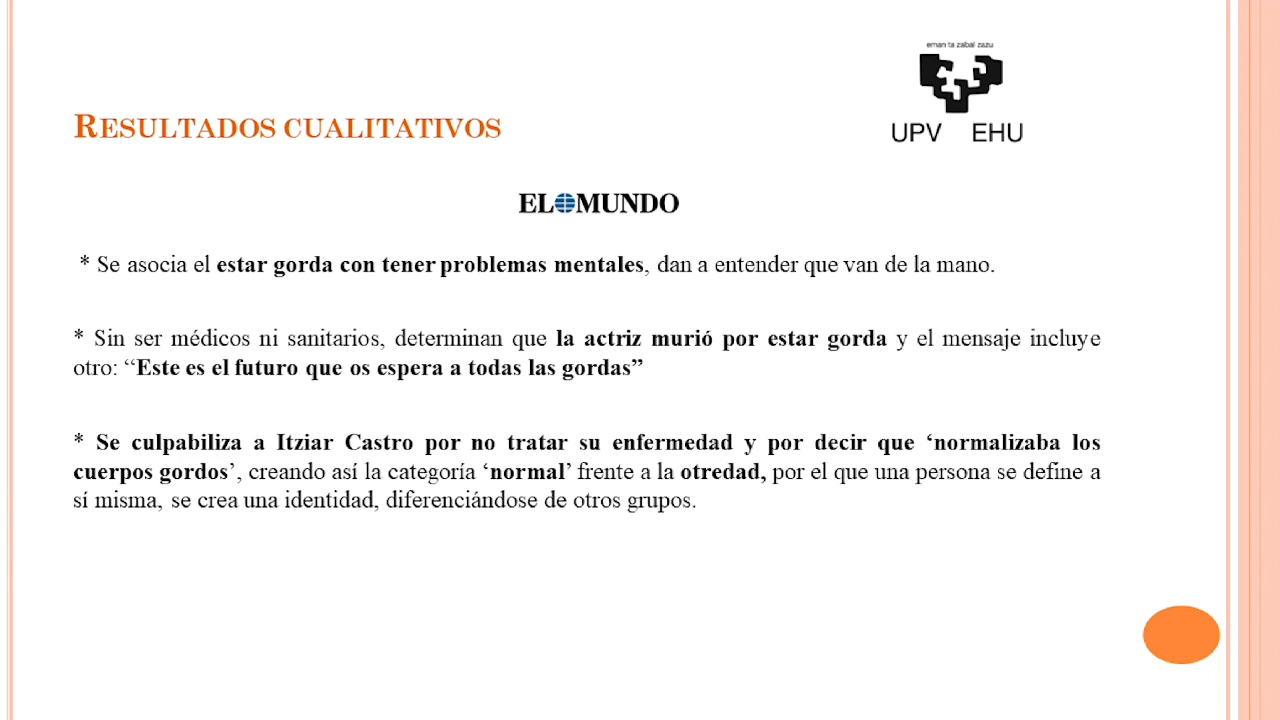 eman ta zabal zazu
UPV EHU
RESULTADOS CUALITATIVOS
EL MUNDO
* Se asocia el estar gorda con tener problemas mentales, dan a entender que van de la mano.
* Sin ser médicos ni sanitarios, determinan que la actriz murió por estar gorda y el mensaje incluye
otro: “Este es el futuro que os espera a todas las gordas”
* Se culpabiliza a Itziar Castro por no tratar su enfermedad y por decir que ‘normalizaba los
cuerpos gordos’, creando así la categoría ‘normal’ frente a la otredad, por el que una persona se define a
sí misma, se crea una identidad, diferenciándose de otros grupos.